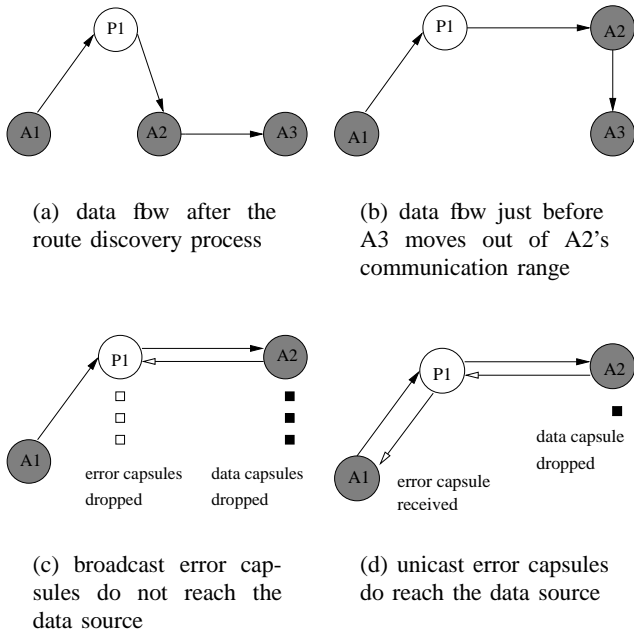 P1
A1
A2
A3
(a) data flow after the
route discovery process
P1
A2
A1
A3
(b) data flow just before
A3 moves out of A2's
communication range
P1
A2
A1
error capsules
dropped
data capsules
dropped
(c) broadcast error cap-
sules do not reach the
data source
P1
A2
A1
data capsule
dropped
error capsule
received
(d) unicast error capsules
do reach the data source